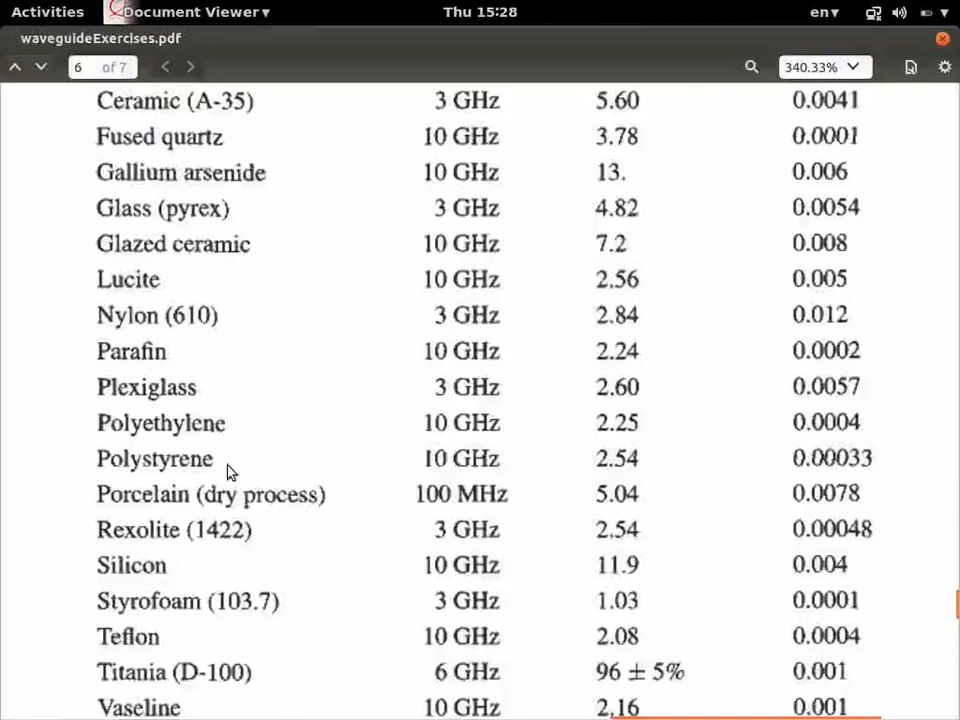 Activities Document Viewer Thu 15:28 en
waveguideExercises.pdf
6 of 7 340.33%
Ceramic (A-35) 3 GHz 5.60 0.0041
Fused quartz 10 GHz 3.78 0.0001
Gallium arsenide 10 GHz 13. 0.006
Glass (pyrex) 3 GHz 4.82 0.0054
Glazed ceramic 10 GHz 7.2 0.008
Lucite 10 GHz 2.56 0.005
Nylon (610) 3 GHz 2.84 0.012
Parafin 10 GHz 2.24 0.0002
Plexiglass 3 GHz 2.60 0.0057
Polyethylene 10 GHz 2.25 0.0004
Polystyrene 10 GHz 2.54 0.00033
Porcelain (dry process) 100 MHz 5.04 0.0078
Rexolite (1422) 3 GHz 2.54 0.00048
Silicon 10 GHz 11.9 0.004
Styrofoam (103.7) 3 GHz 1.03 0.0001
Teflon 10 GHz 2.08 0.0004
Titania (D-100) 6 GHz 96 ± 5% 0.001
Vaseline 10 GHz 2.16 0.001